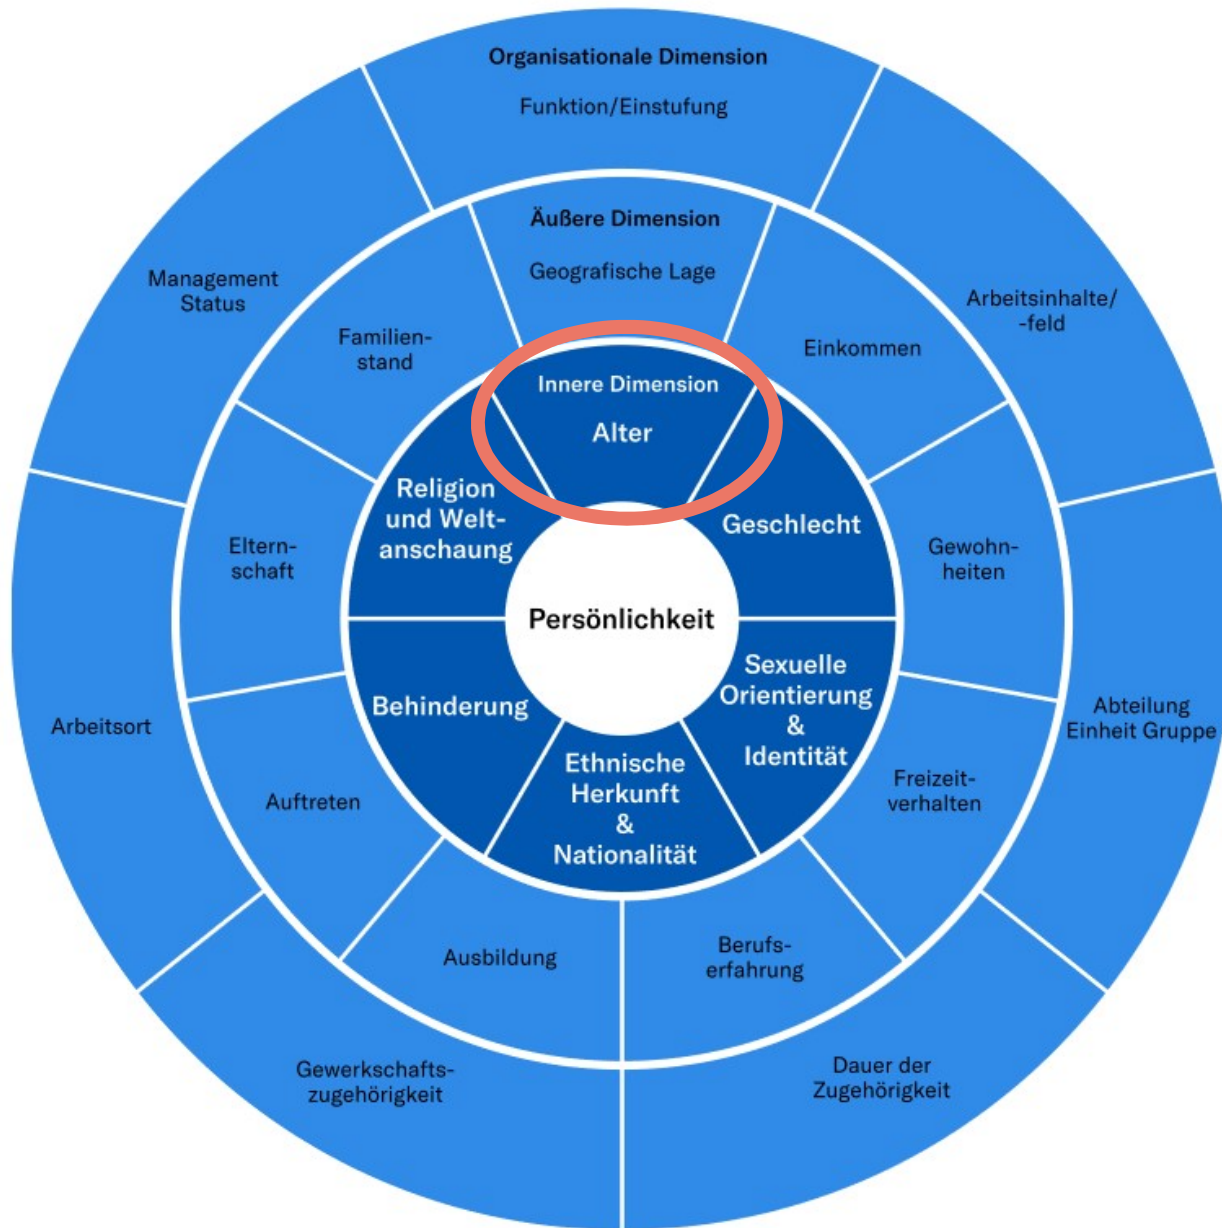 Organisationale Dimension
Funktion/Einstufung
Äußere Dimension
Geografische Lage
Innere Dimension
Alter
Management
Status
Familien-
stand
Einkommen
Arbeitsinhalte/
-feld
Religion
und Welt-
anschaung
Geschlecht
Eltern-
schaft
Gewohn-
heiten
Persönlichkeit
Behinderung
Sexuelle
Orientierung
&
Identität
Arbeitsort
Abteilung
Einheit Gruppe
Ethnische
Herkunft
&
Nationalität
Auftreten
Freizeit-
verhalten
Ausbildung
Berufs-
erfahrung
Gewerkschafts-
zugehörigkeit
Dauer der
Zugehörigkeit